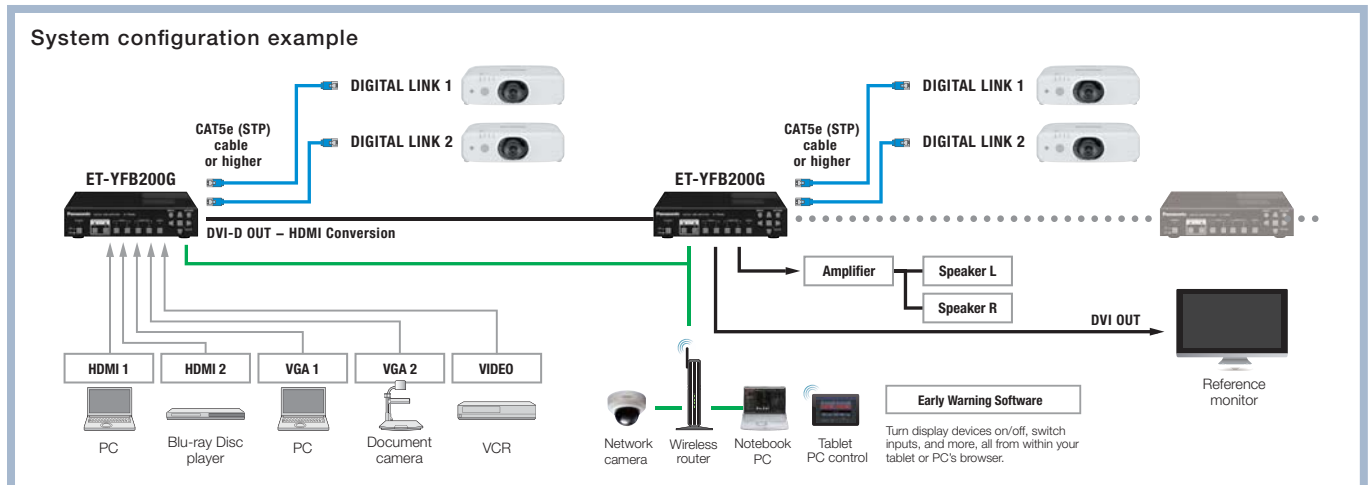 System configuration example
DIGITAL LINK 1
DIGITAL LINK 2
CAT5e (STP)
cable
or higher
ET-YFB200G
Panasonic
DVI-D OUT – HDMI Conversion
DIGITAL LINK 1
DIGITAL LINK 2
CAT5e (STP)
cable
or higher
ET-YFB200G
Panasonic
Panasonic
Amplifier
Speaker L
Speaker R
DVI OUT
HDMI 1
HDMI 2
VGA 1
VGA 2
VIDEO
PC
Blu-ray Disc
player
PC
Document
camera
VCR
Network
camera
Wireless
router
Notebook
PC
Tablet
PC control
Early Warning Software
Turn display devices on/off, switch
inputs, and more, all from within your
tablet or PC's browser.
Reference
monitor